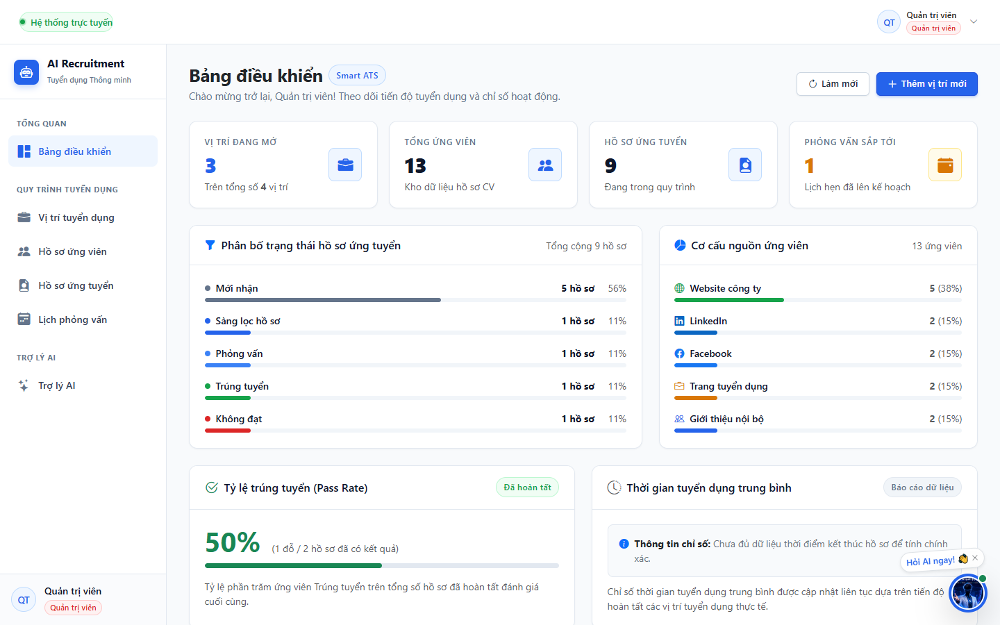 Hệ thống trực tuyến
QT
Quản trị viên
Quản trị viên
AI Recruitment
Tuyển dụng Thông minh
TỔNG QUAN
Bảng điều khiển
QUY TRÌNH TUYỂN DỤNG
Vị trí tuyển dụng
Hồ sơ ứng viên
Hồ sơ ứng tuyển
Lịch phỏng vấn
TRỢ LÝ AI
Trợ lý AI
QT
Quản trị viên
Quản trị viên
Bảng điều khiển
Smart ATS
Chào mừng trở lại, Quản trị viên! Theo dõi tiến độ tuyển dụng và chỉ số hoạt động.
Làm mới
Thêm vị trí mới
VỊ TRÍ ĐANG MỞ
3
Trên tổng số 4 vị trí
TỔNG ỨNG VIÊN
13
Kho dữ liệu hồ sơ CV
HỒ SƠ ỨNG TUYỂN
9
Đang trong quy trình
PHỎNG VẤN SẮP TỚI
1
Lịch hẹn đã lên kế hoạch
Phân bố trạng thái hồ sơ ứng tuyển
Tổng cộng 9 hồ sơ
Mới nhận 5 hồ sơ 56%
Sàng lọc hồ sơ 1 hồ sơ 11%
Phỏng vấn 1 hồ sơ 11%
Trúng tuyển 1 hồ sơ 11%
Không đạt 1 hồ sơ 11%
Cơ cấu nguồn ứng viên
13 ứng viên
Website công ty 5 (38%)
LinkedIn 2 (15%)
Facebook 2 (15%)
Trang tuyển dụng 2 (15%)
Giới thiệu nội bộ 2 (15%)
Tỷ lệ trúng tuyển (Pass Rate)
Đã hoàn tất
50% (1 đỗ / 2 hồ sơ đã có kết quả)
Tỷ lệ phần trăm ứng viên Trúng tuyển trên tổng số hồ sơ đã hoàn tất đánh giá
cuối cùng.
Thời gian tuyển dụng trung bình
Báo cáo dữ liệu
Thông tin chỉ số: Chưa đủ dữ liệu thời điểm kết thúc hồ sơ để tính chính
xác.
Chỉ số thời gian tuyển dụng trung bình được cập nhật liên tục dựa trên tiến độ
hoàn tất các vị trí tuyển dụng thực tế.
Hỏi AI ngay! 👏 ×